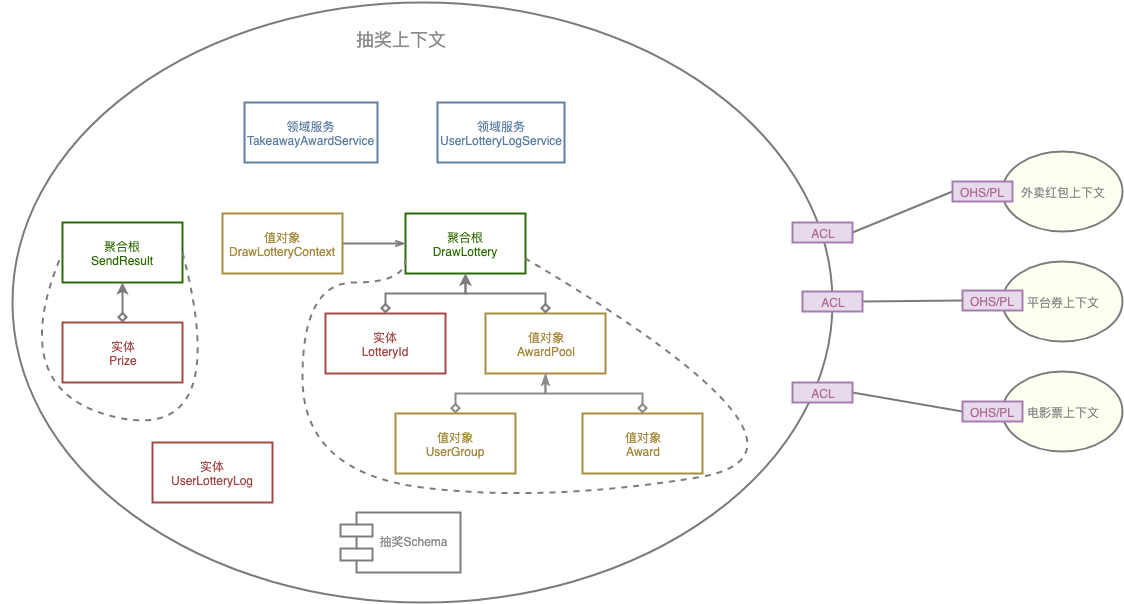 抽奖上下文
领域服务
TakeawayAwardService
领域服务
UserLotteryLogService
聚合根
SendResult
值对象
DrawLotteryContext
聚合根
DrawLottery
实体
Prize
实体
LotteryId
值对象
AwardPool
值对象
UserGroup
值对象
Award
实体
UserLotteryLog
抽奖Schema
ACL
OHS/PL
外卖红包上下文
ACL
OHS/PL
平台券上下文
ACL
OHS/PL
电影票上下文